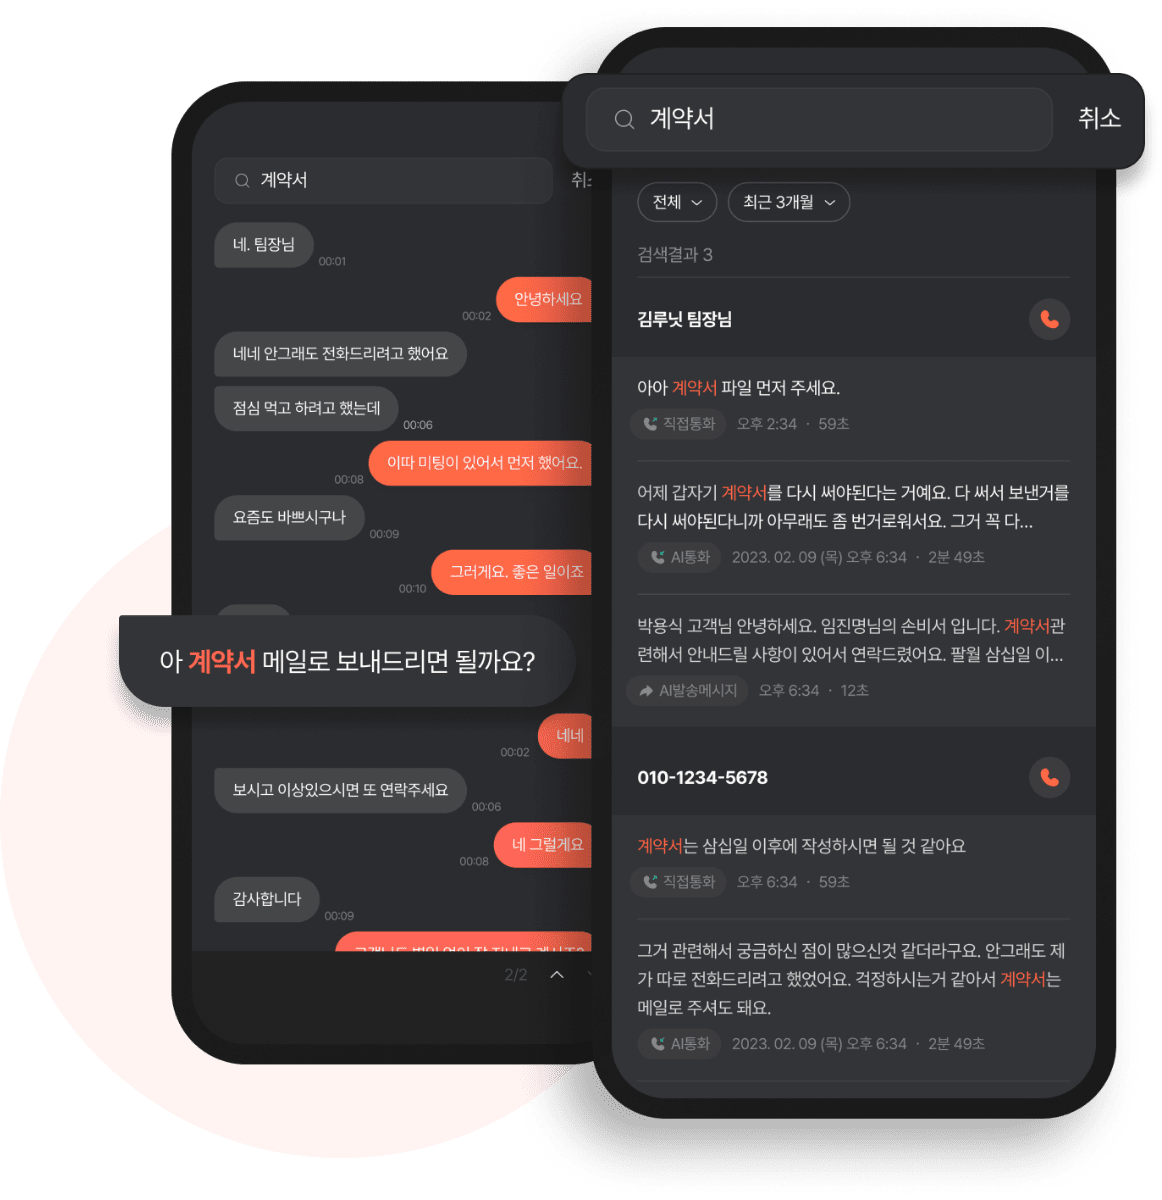 계약서
취소
네. 팀장님
00:01
안녕하세요
00:02
네네 안그래도 전화드리려고 했어요
점심 먹고 하려고 했는데
00:06
이따 미팅이 있어서 먼저 했어요.
00:08
요즘도 바쁘시구나
00:09
그러게요. 좋은 일이죠
00:10
아 계약서 메일로 보내드리면 될까요?
네네
00:02
보시고 이상있으시면 또 연락주세요
00:06
네 그럴게요
00:08
감사합니다
00:09
2/2
계약서
취소
전체
최근 3개월
검색결과 3
김루닛 팀장님
아아 계약서 파일 먼저 주세요.
직접통화 오후 2:34 · 59초
어제 갑자기 계약서를 다시 써야된다는 거예요. 다 써서 보낸거를
다시 써야된다니까 아무래도 좀 번거로워서요. 그거 꼭 다...
AI통화 2023. 02. 09 (목) 오후 6:34 · 2분 49초
박용식 고객님 안녕하세요. 임진명님의 손비서 입니다. 계약서관
련해서 안내드릴 사항이 있어서 연락드렸어요. 팔월 삼십일 이...
AI발송메시지 오후 6:34 · 12초
010-1234-5678
계약서는 삼십일 이후에 작성하시면 될 것 같아요
직접통화 오후 6:34 · 59초
그거 관련해서 궁금하신 점이 많으신것 같더라구요. 안그래도 제
가 따로 전화드리려고 했었어요. 걱정하시는거 같아서 계약서는
메일로 주셔도 돼요.
AI통화 2023. 02. 09 (목) 오후 6:34 · 2분 49초